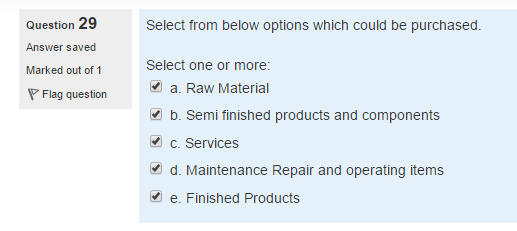 Question 29
Answer saved
Marked out of 1
Flag question
Select from below options which could be purchased.
Select one or more:
a. Raw Material
b. Semi finished products and components
c. Services
d. Maintenance Repair and operating items
e. Finished Products